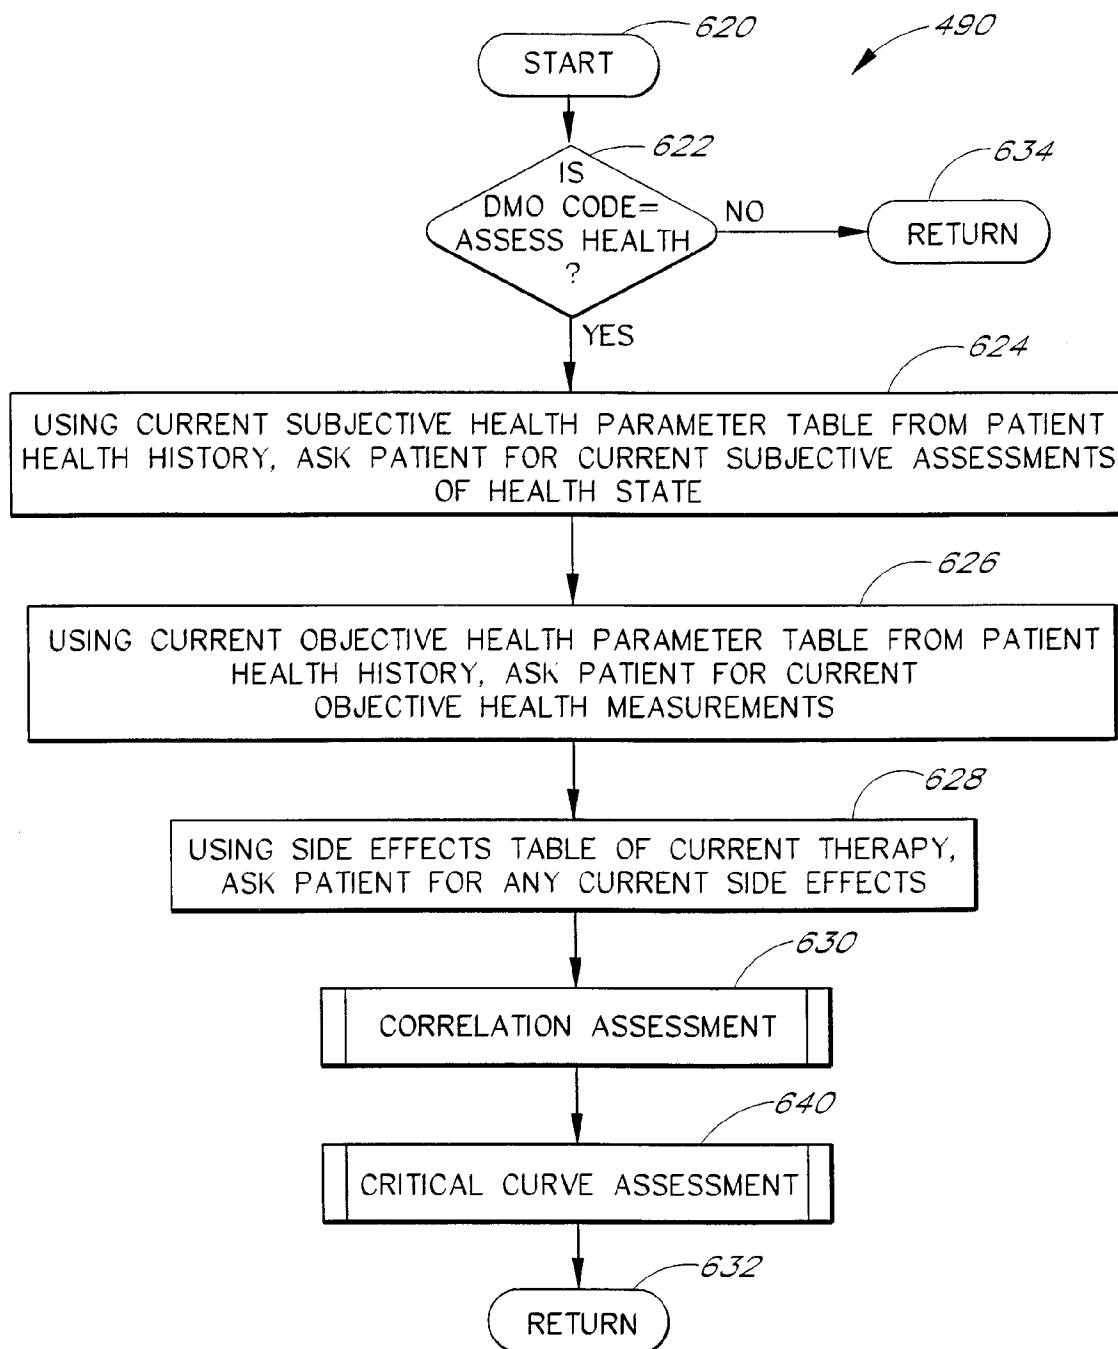 620
490
START
622
634
IS
DMO CODE=
ASSESS HEALTH
?
NO
RETURN
YES
624
USING CURRENT SUBJECTIVE HEALTH PARAMETER TABLE FROM PATIENT
HEALTH HISTORY, ASK PATIENT FOR CURRENT SUBJECTIVE ASSESSMENTS
OF HEALTH STATE
626
USING CURRENT OBJECTIVE HEALTH PARAMETER TABLE FROM PATIENT
HEALTH HISTORY, ASK PATIENT FOR CURRENT
OBJECTIVE HEALTH MEASUREMENTS
628
USING SIDE EFFECTS TABLE OF CURRENT THERAPY,
ASK PATIENT FOR ANY CURRENT SIDE EFFECTS
630
CORRELATION ASSESSMENT
640
CRITICAL CURVE ASSESSMENT
632
RETURN